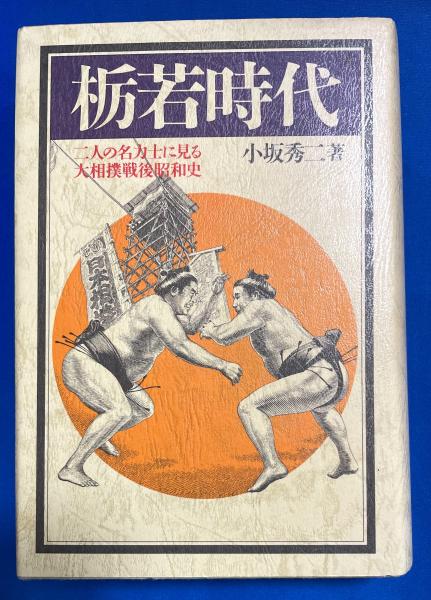 栃若時代
二人の名力士に見る
大相撲戦後昭和史
小坂秀二著